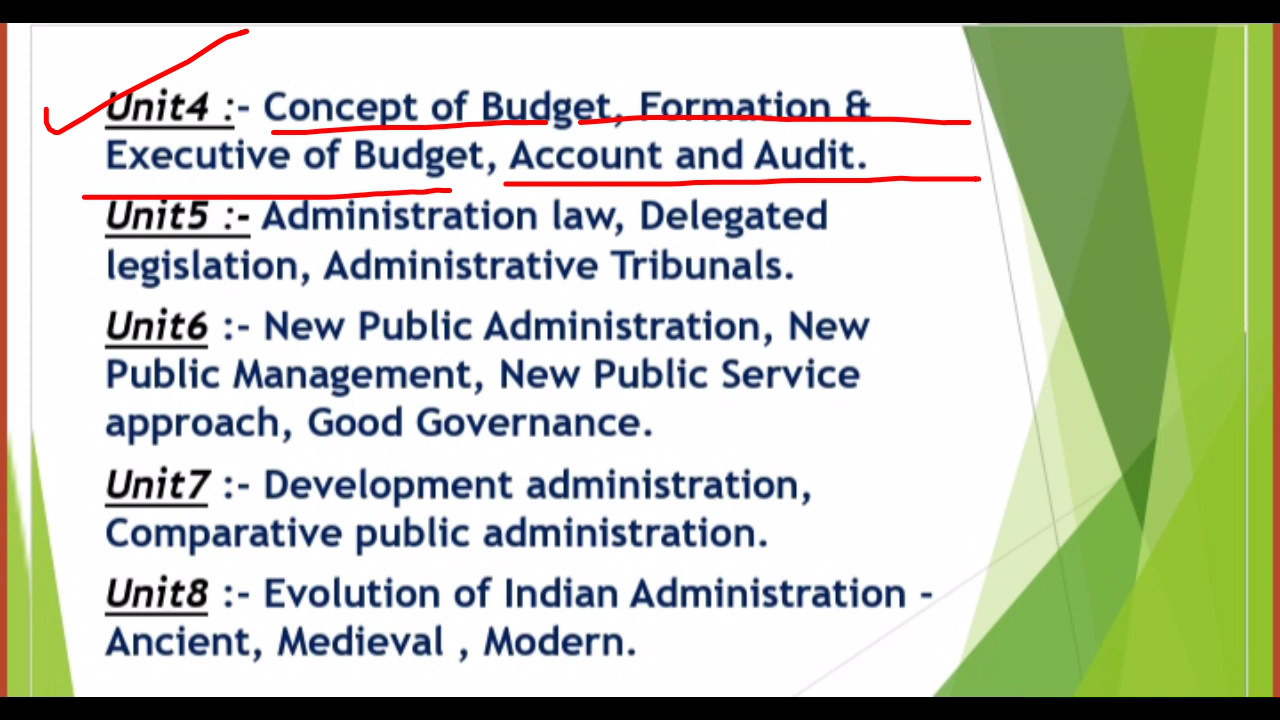 Unit4 :- Concept of Budget, Formation &
Executive of Budget, Account and Audit.
Unit5 :- Administration law, Delegated
legislation, Administrative Tribunals.
Unit6 :- New Public Administration, New
Public Management, New Public Service
approach, Good Governance.
Unit7 :- Development administration,
Comparative public administration.
Unit8 :- Evolution of Indian Administration -
Ancient, Medieval , Modern.